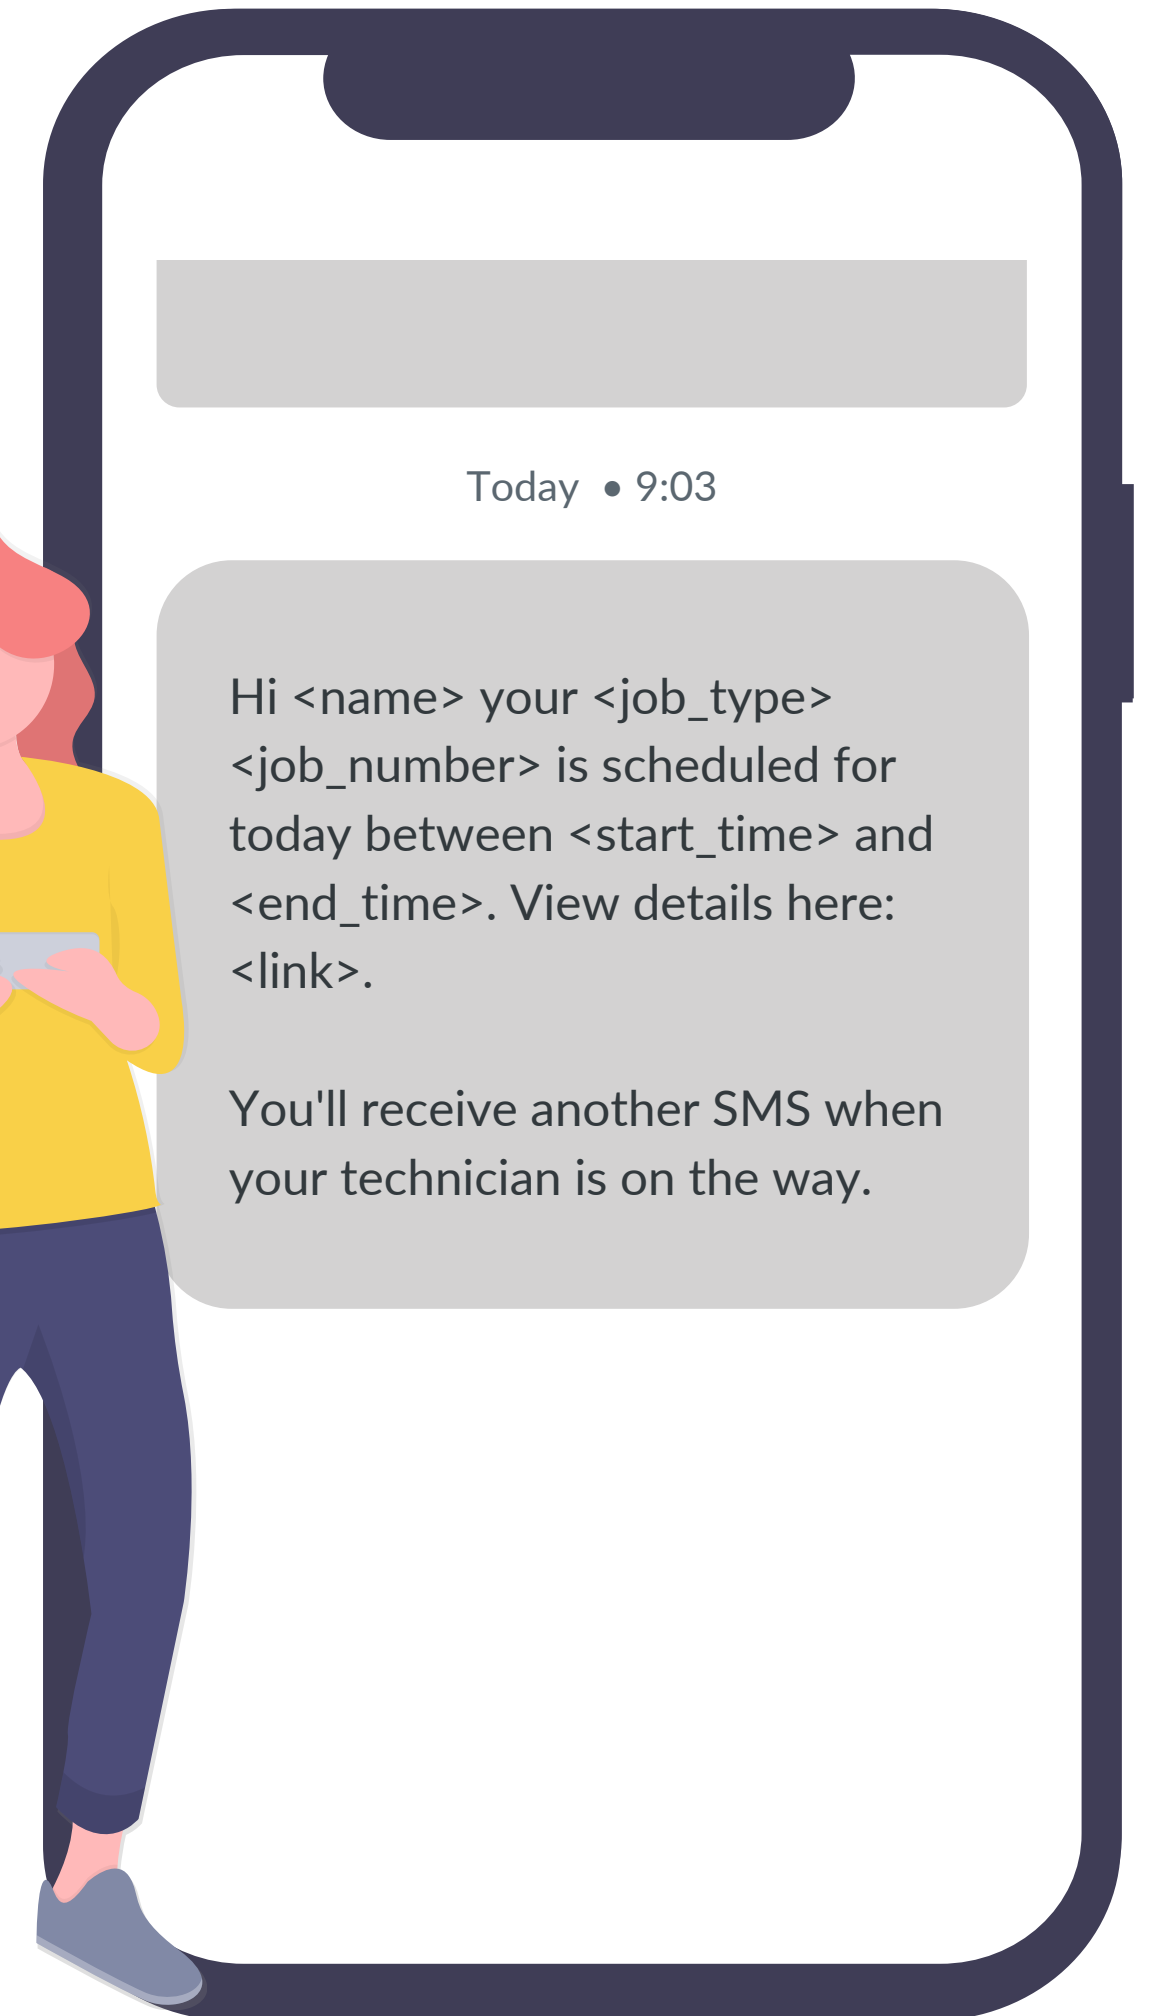 Today • 9:03
Hi <name> your <job_type>
<job_number> is scheduled for
today between <start_time> and
<end_time>. View details here:
<link>.
You'll receive another SMS when
your technician is on the way.